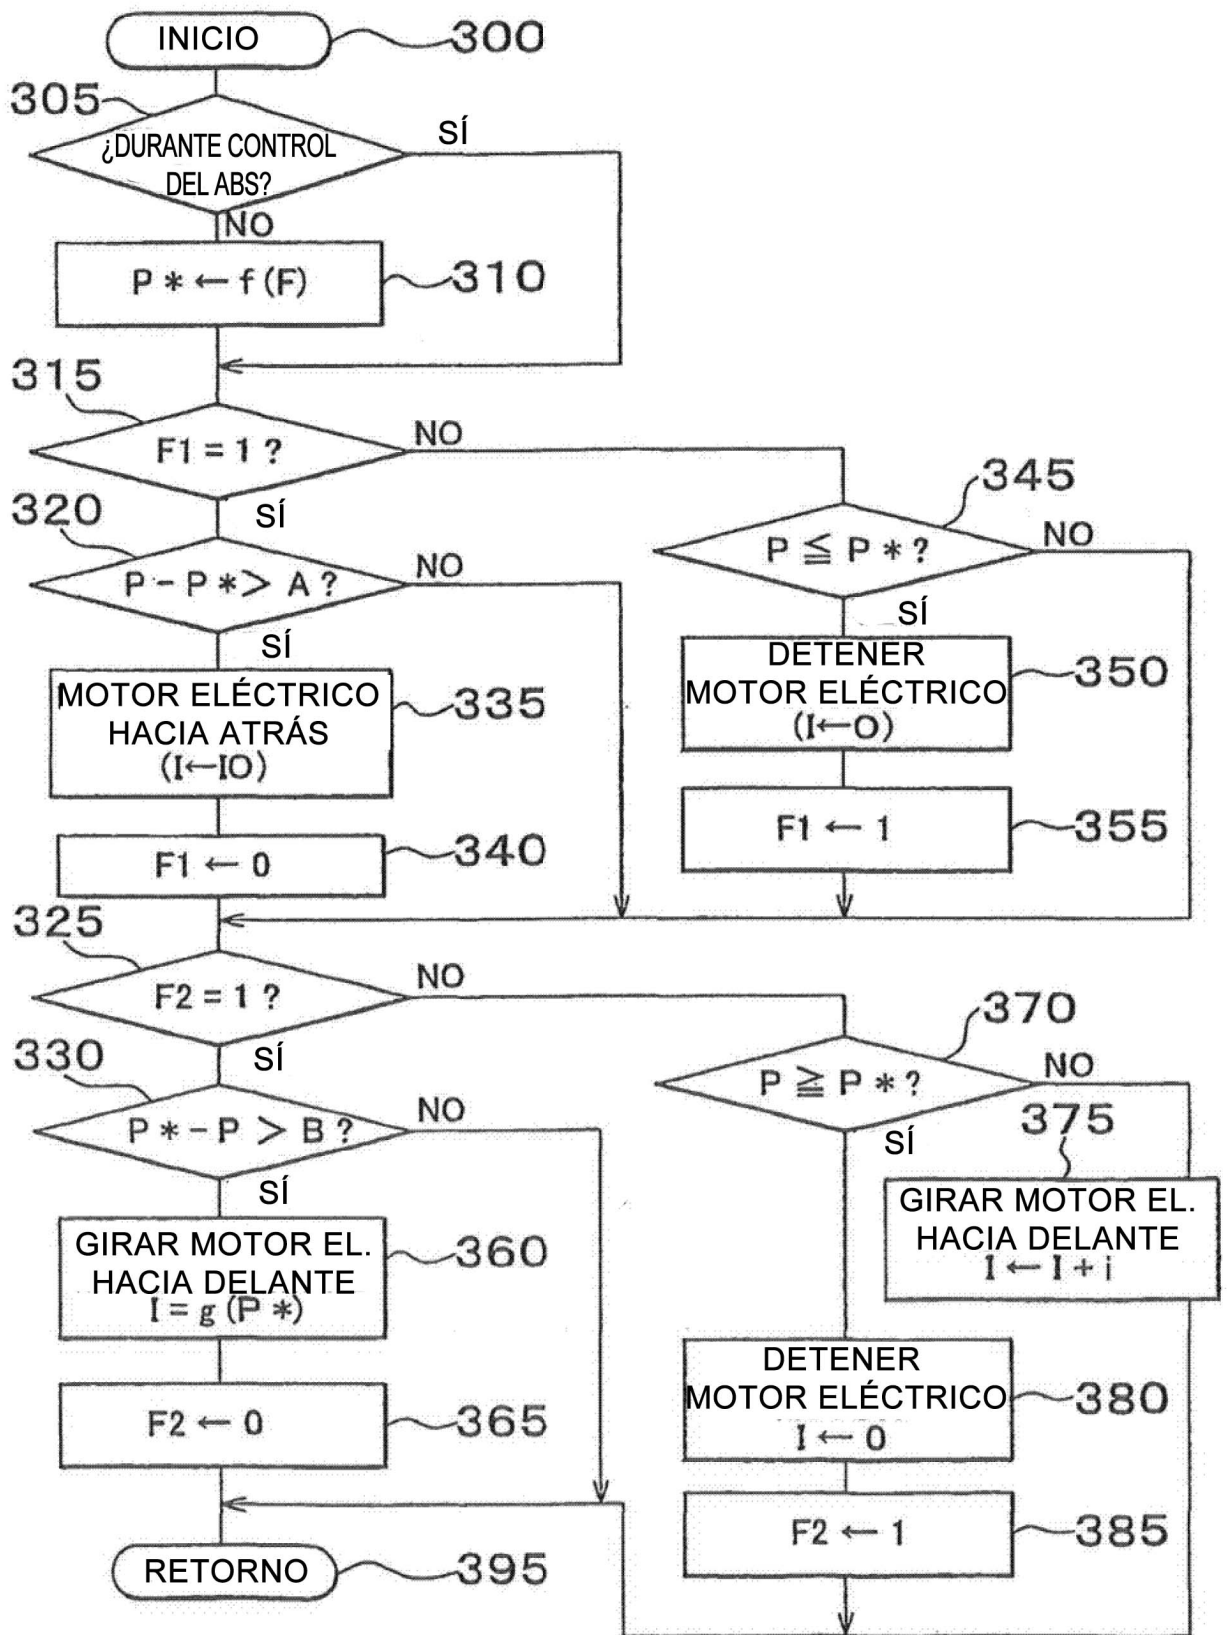 INICIO
300
305
¿DURANTE CONTROL
DEL ABS?
SÍ
NO
P * ← f (F)
310
315
F1 = 1 ?
NO
SÍ
320
P - P * > A ?
NO
SÍ
345
P ≦ P * ?
NO
SÍ
MOTOR ELÉCTRICO
HACIA ATRÁS
(I←IO)
335
DETENER
MOTOR ELÉCTRICO
(I←O)
350
F1 ← 0
340
F1 ← 1
355
325
F2 = 1 ?
NO
SÍ
330
P * - P > B ?
NO
SÍ
370
P ≧ P * ?
NO
SÍ
375
GIRAR MOTOR EL.
HACIA DELANTE
I ← I + i
GIRAR MOTOR EL.
HACIA DELANTE
I = g (P *)
360
DETENER
MOTOR ELÉCTRICO
I ← 0
380
F2 ← 0
365
F2 ← 1
385
RETORNO
395